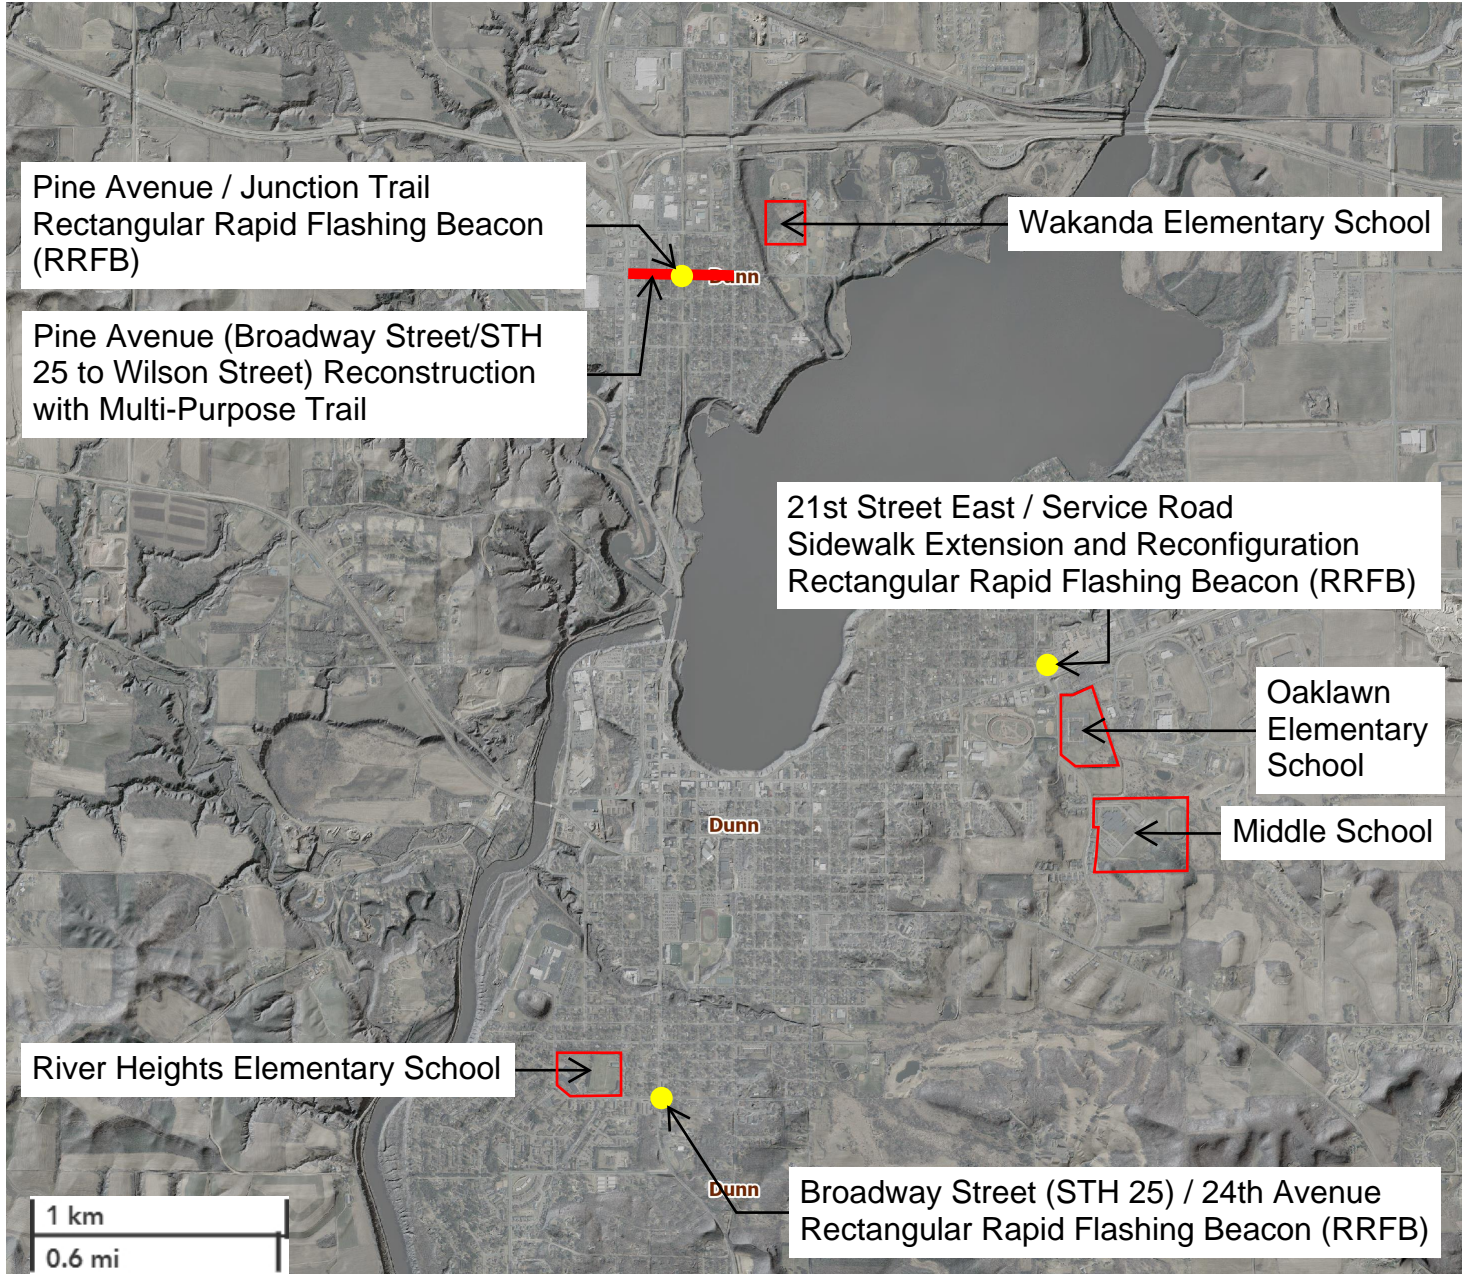 Pine Avenue / Junction Trail
Rectangular Rapid Flashing Beacon
(RRFB)
Wakanda Elementary School
Dunn
Pine Avenue (Broadway Street/STH
25 to Wilson Street) Reconstruction
with Multi-Purpose Trail
21st Street East / Service Road
Sidewalk Extension and Reconfiguration
Rectangular Rapid Flashing Beacon (RRFB)
Oaklawn
Elementary
School
Dunn
Middle School
River Heights Elementary School
Dunn
Broadway Street (STH 25) / 24th Avenue
Rectangular Rapid Flashing Beacon (RRFB)
1 km
0.6 mi